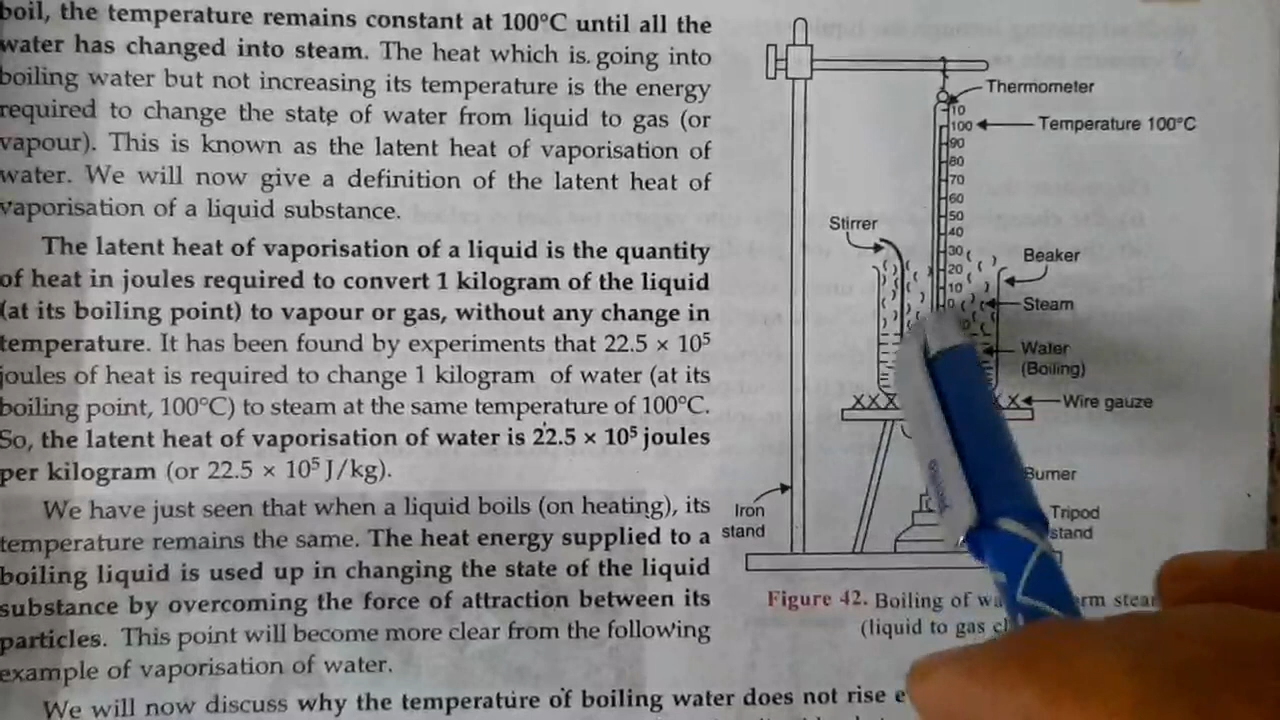 boil, the temperature remains constant at 100°C until all the
water has changed into steam. The heat which is going into
boiling water but not increasing its temperature is the energy
required to change the state of water from liquid to gas (or
vapour). This is known as the latent heat of vaporisation of
water. We will now give a definition of the latent heat of
vaporisation of a liquid substance.
The latent heat of vaporisation of a liquid is the quantity
of heat in joules required to convert 1 kilogram of the liquid
(at its boiling point) to vapour or gas, without any change in
temperature. It has been found by experiments that 22.5 × 10⁵
joules of heat is required to change 1 kilogram of water (at its
boiling point, 100°C) to steam at the same temperature of 100°C.
So, the latent heat of vaporisation of water is 22.5 × 10⁵ joules
per kilogram (or 22.5 × 10⁵ J/kg).
We have just seen that when a liquid boils (on heating), its
temperature remains the same. The heat energy supplied to a
boiling liquid is used up in changing the state of the liquid
substance by overcoming the force of attraction between its
particles. This point will become more clear from the following
example of vaporisation of water.
We will now discuss why the temperature of boiling water does not rise
Thermometer
10
100
Temperature 100°C
90
80
70
60
50
40
30
20
10
0
Stirrer
Beaker
Steam
Water
(Boiling)
XXX
XX
Wire gauze
Burner
Iron
stand
Tripod
stand
Figure 42. Boiling of
(liquid to gas